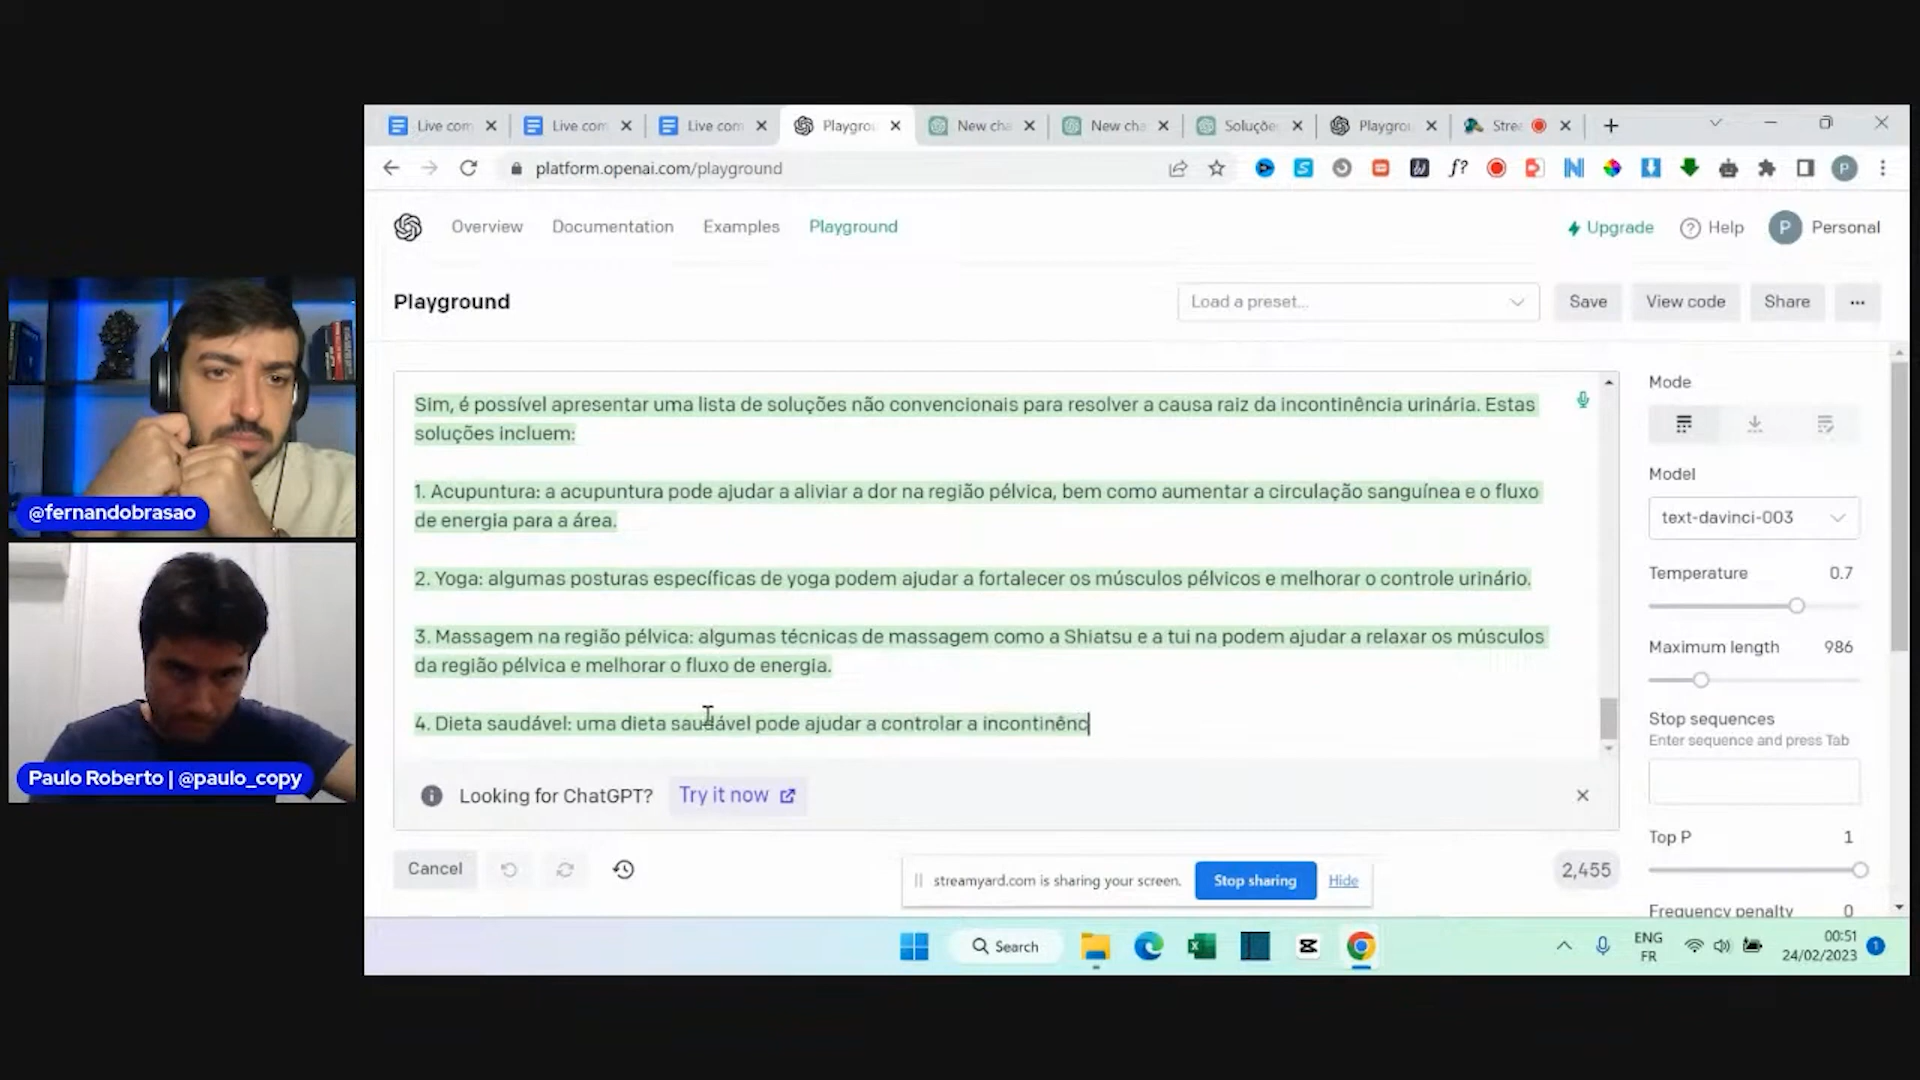 Live com
Live com
Live com
Playgrou
New cha
New cha
Soluçõe
Playgrou
Strea
platform.openai.com/playground
Overview
Documentation
Examples
Playground
Upgrade
Help
P
Personal
Playground
Load a preset...
Save
View code
Share
Sim, é possível apresentar uma lista de soluções não convencionais para resolver a causa raiz da incontinência urinária. Estas
soluções incluem:
1. Acupuntura: a acupuntura pode ajudar a aliviar a dor na região pélvica, bem como aumentar a circulação sanguínea e o fluxo
de energia para a área.
2. Yoga: algumas posturas específicas de yoga podem ajudar a fortalecer os músculos pélvicos e melhorar o controle urinário.
3. Massagem na região pélvica: algumas técnicas de massagem como a Shiatsu e a tui na podem ajudar a relaxar os músculos
da região pélvica e melhorar o fluxo de energia.
4. Dieta saudável: uma dieta saudável pode ajudar a controlar a incontinênc
Mode
Model
text-davinci-003
Temperature 0.7
Maximum length 986
Stop sequences
Enter sequence and press Tab
Top P 1
Frequency penalty 0
Looking for ChatGPT? Try it now
Cancel
streamyard.com is sharing your screen. Stop sharing Hide
2,455
@fernandobrasao
Paulo Roberto | @paulo_copy
Search
ENG
FR
00:51
24/02/2023
1